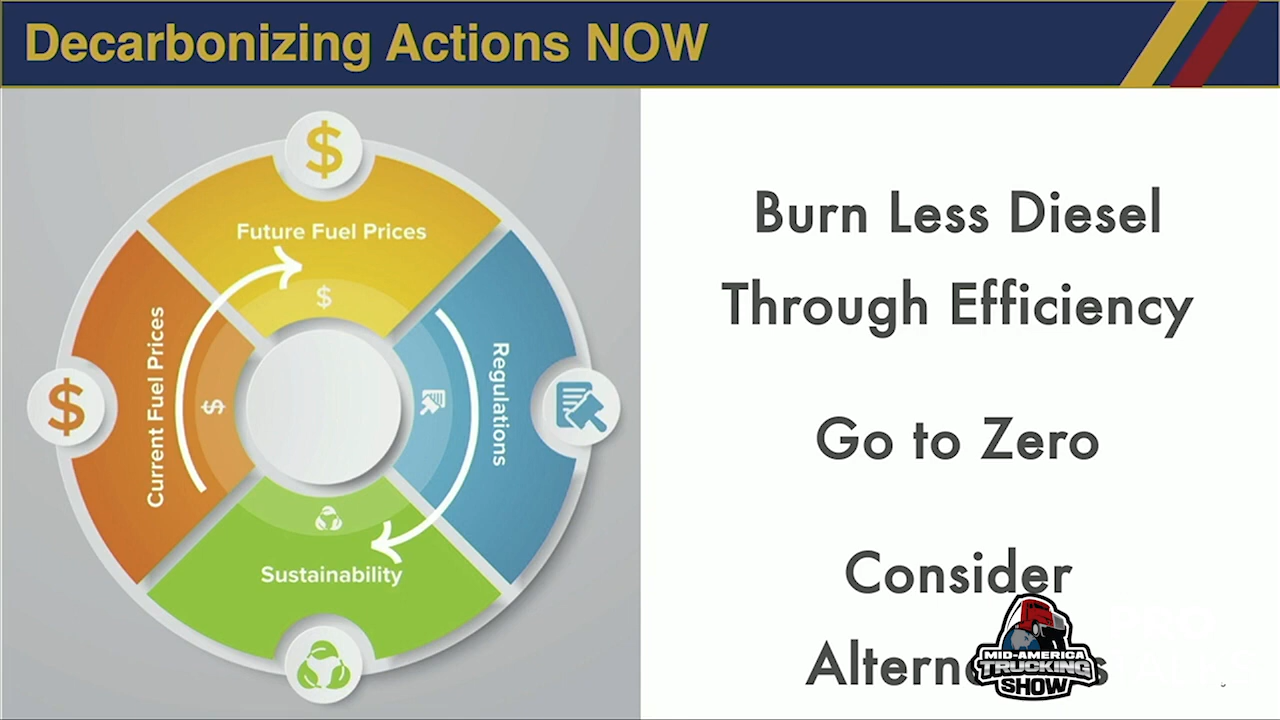 Decarbonizing Actions NOW
$
Future Fuel Prices
$
Current Fuel Prices
$
$
Regulations
Sustainability
Burn Less Diesel
Through Efficiency
Go to Zero
Consider
MID-AMERICA
TRUCKING
SHOW